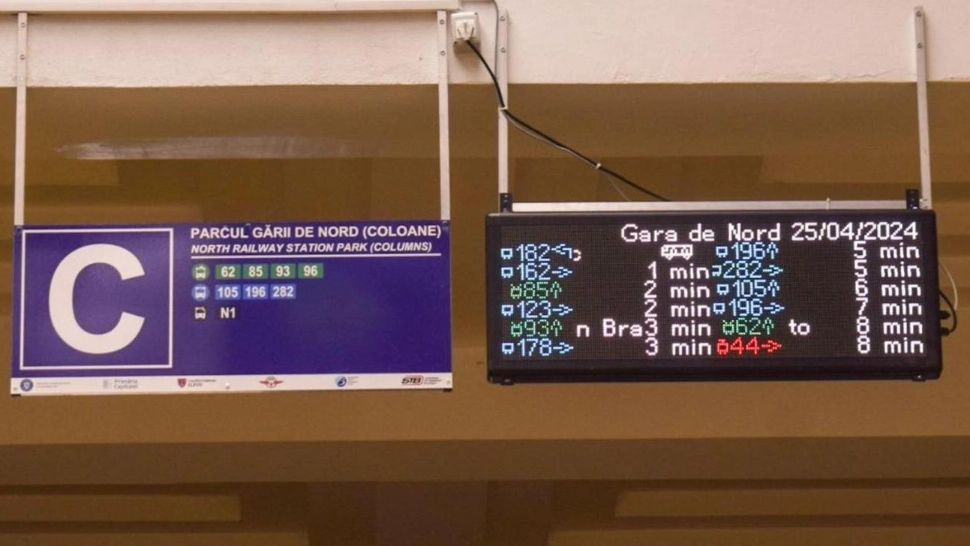 C
PARCUL GĂRII DE NORD (COLOANE)
NORTH RAILWAY STATION PARK (COLUMNS)
62 85 93 96
105 196 282
N1
Primăria Capitalei
STB
Gara de Nord 25/04/2024
182 196 5 min
162 1 min 282 5 min
85 2 min 105 6 min
123 2 min 196 7 min
93 n Bra 3 min 62 to 8 min
178 3 min 44 8 min